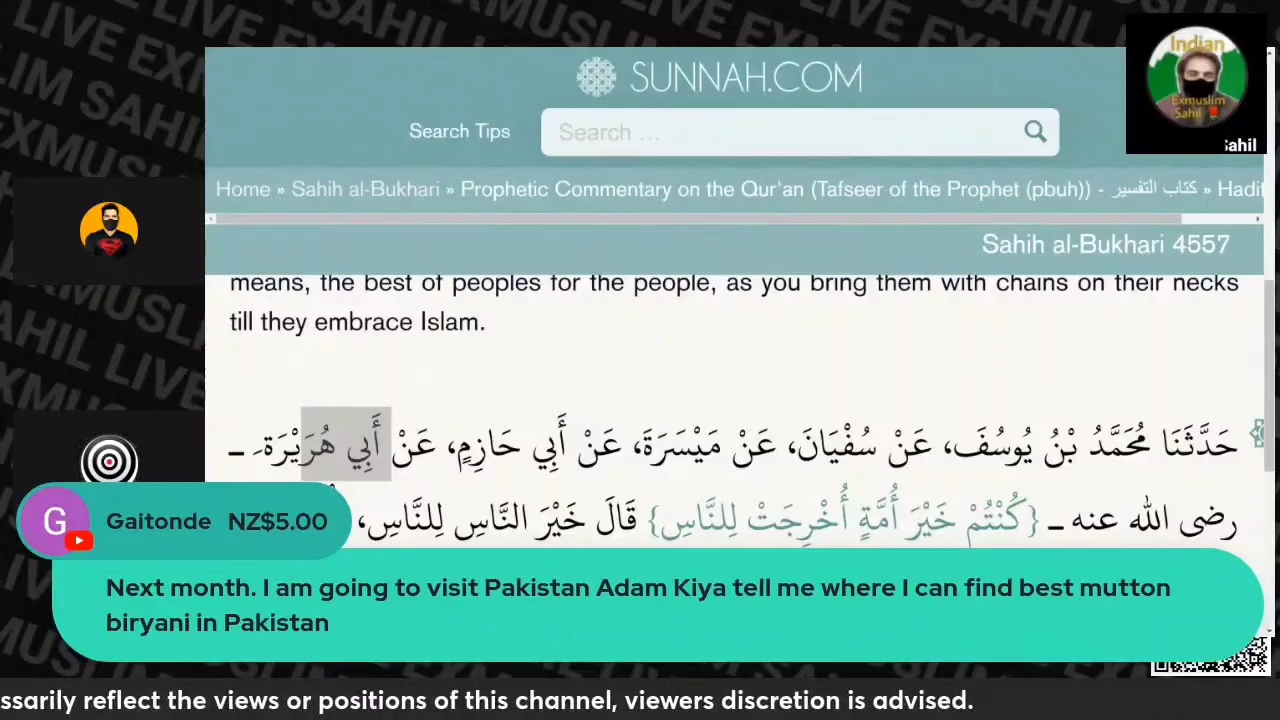 SUNNAH.COM
Search Tips
Search ...
Home » Sahih al-Bukhari » Prophetic Commentary on the Qur'an (Tafseer of the Prophet (pbuh)) - كتاب التفسير » Hadit
Sahih al-Bukhari 4557
Indian
Exmuslim
Sahil
ahil
means, the best of peoples for the people, as you bring them with chains on their necks
till they embrace Islam.
حَدَّثَنَا مُحَمَّدُ بْنُ يُوسُفَ، عَنْ سُفْيَانَ، عَنْ مَيْسَرَةَ، عَنْ أَبِي حَازِمٍ، عَنْ أَبِي هُرَيْرَةَ ـ
رضى الله عنه ـ {كُنْتُمْ خَيْرَ أُمَّةٍ أُخْرِجَتْ لِلنَّاسِ} قَالَ خَيْرَ النَّاسِ لِلنَّاسِ،
G
Gaitonde NZ$5.00
Next month. I am going to visit Pakistan Adam Kiya tell me where I can find best mutton
biryani in Pakistan
ssarily reflect the views or positions of this channel, viewers discretion is advised.